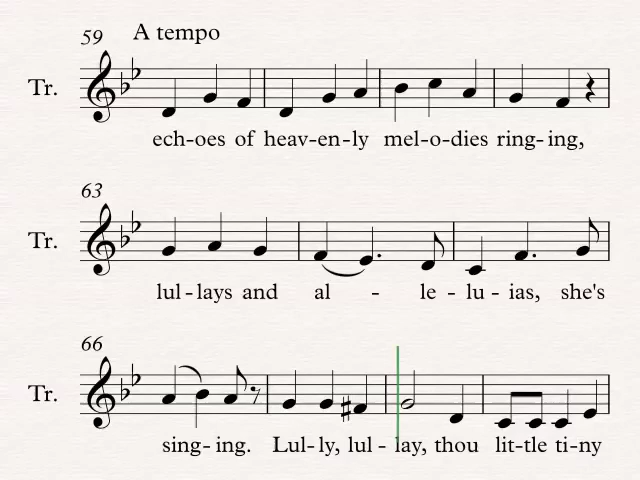 59 A tempo
Tr.
ech-oes of heav-en-ly mel-o-dies ring-ing,
63
Tr.
lul-lays and al - le-lu-ias, she's
66
Tr.
sing-ing. Lul-ly, lul-lay, thou lit-tle ti-ny